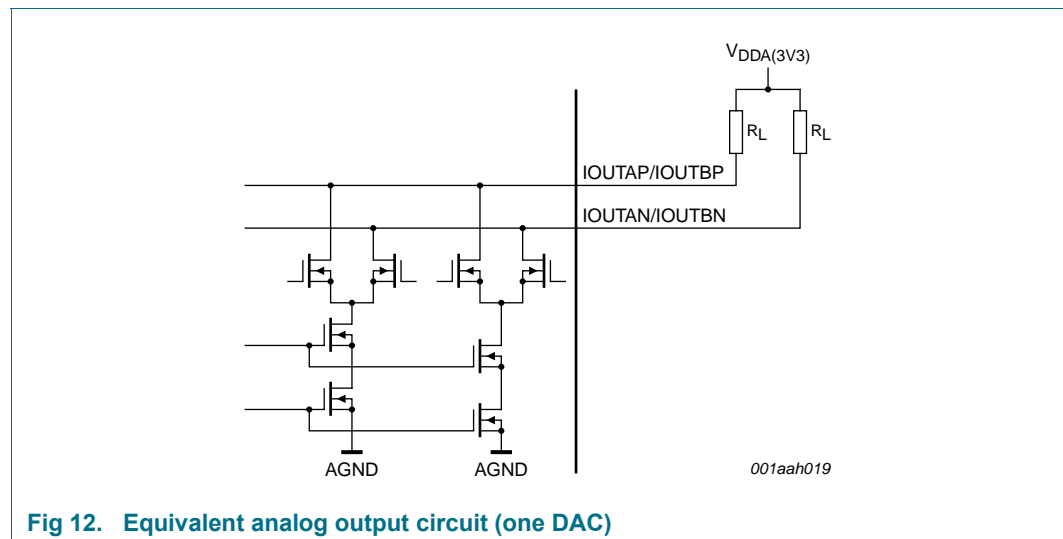 VDDA(3V3)
RL
RL
IOUTAP/IOUTBP
IOUTAN/IOUTBN
AGND
AGND
001aah019
Fig 12. Equivalent analog output circuit (one DAC)